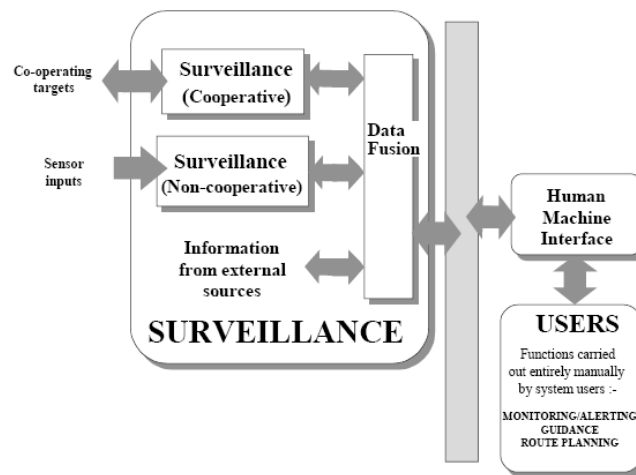 Co-operating
targets
Surveillance
(Cooperative)
Sensor
inputs
Surveillance
(Non-cooperative)
Information
from external
sources
Data
Fusion
SURVEILLANCE
Human
Machine
Interface
USERS
Functions carried
out entirely manually
by system users :-
MONITORING/ALERTING
GUIDANCE
ROUTE PLANNING